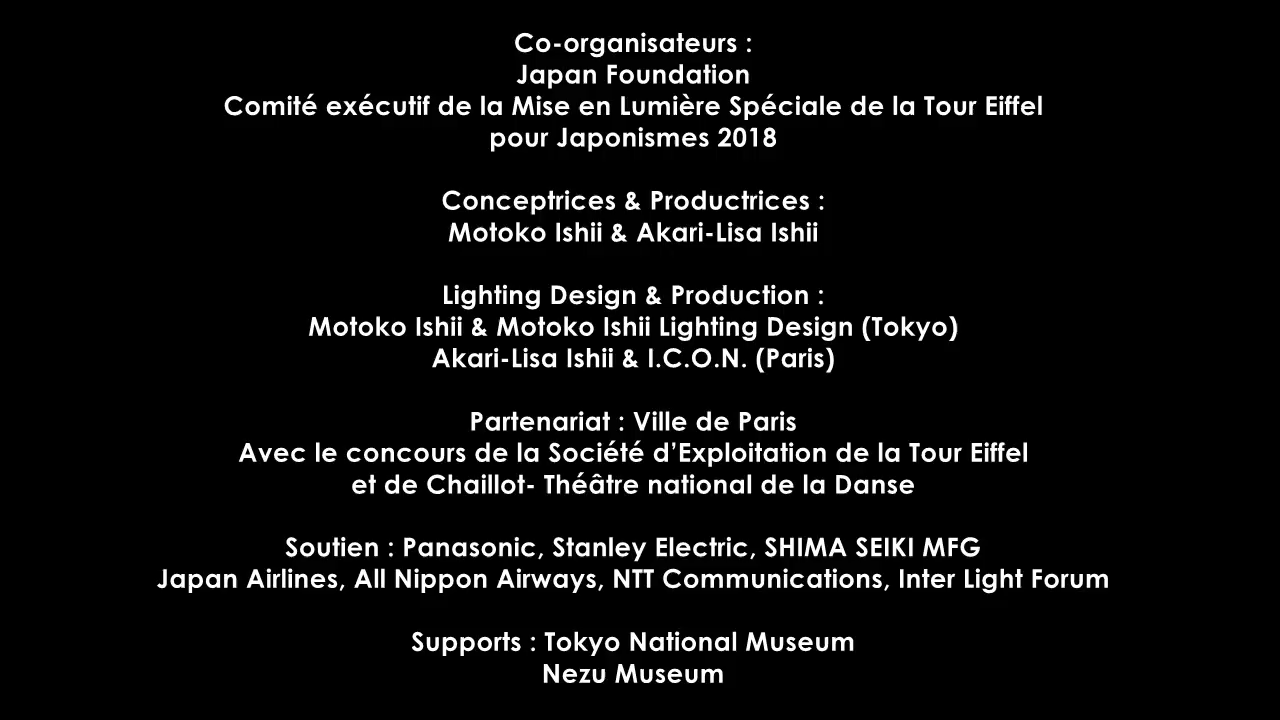 Co-organisateurs :
Japan Foundation
Comité exécutif de la Mise en Lumière Spéciale de la Tour Eiffel
pour Japonismes 2018
Conceptrices & Productrices :
Motoko Ishii & Akari-Lisa Ishii
Lighting Design & Production :
Motoko Ishii & Motoko Ishii Lighting Design (Tokyo)
Akari-Lisa Ishii & I.C.O.N. (Paris)
Partenariat : Ville de Paris
Avec le concours de la Société d’Exploitation de la Tour Eiffel
et de Chaillot- Théâtre national de la Danse
Soutien : Panasonic, Stanley Electric, SHIMA SEIKI MFG
Japan Airlines, All Nippon Airways, NTT Communications, Inter Light Forum
Supports : Tokyo National Museum
Nezu Museum